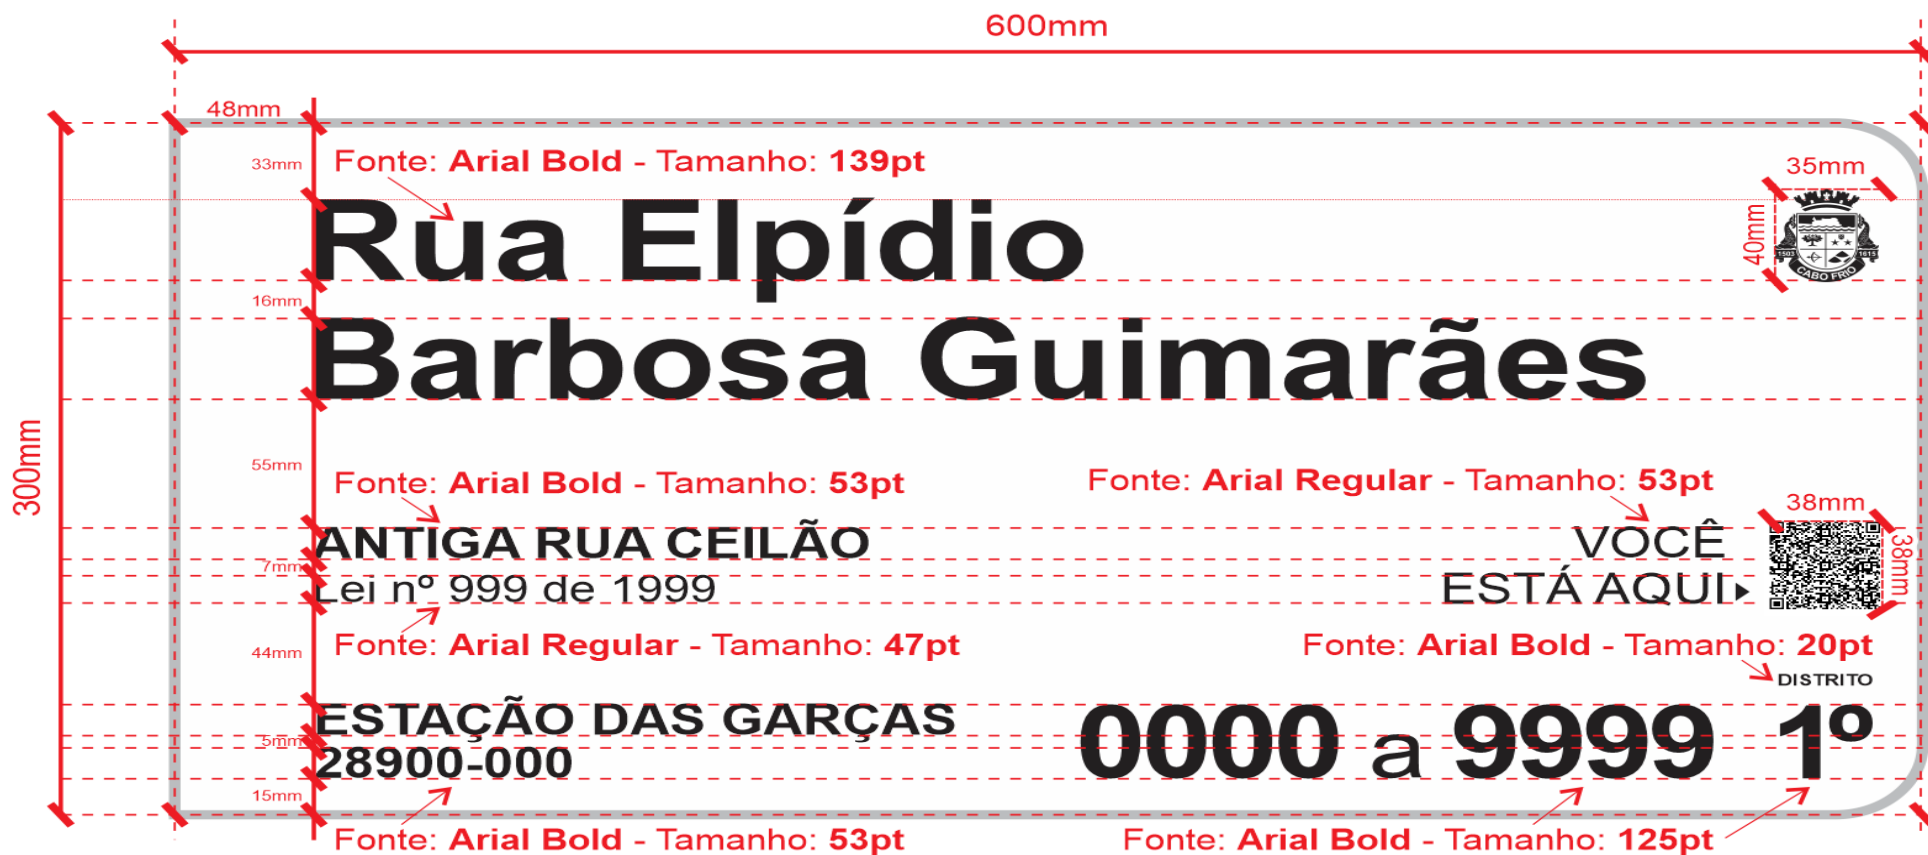 600mm
48mm
33mm
Fonte: Arial Bold - Tamanho: 139pt
35mm
Rua Elpídio
40mm
1503
1615
CABO FRIO
16mm
Barbosa Guimarães
300mm
55mm
Fonte: Arial Bold - Tamanho: 53pt
Fonte: Arial Regular - Tamanho: 53pt
38mm
ANTIGA RUA CEILÃO
VOCÊ
38mm
7mm
Lei nº 999 de 1999
ESTÁ AQUI
44mm
Fonte: Arial Regular - Tamanho: 47pt
Fonte: Arial Bold - Tamanho: 20pt
DISTRITO
ESTAÇÃO DAS GARÇAS
0000 a 9999 1º
5mm
28900-000
15mm
Fonte: Arial Bold - Tamanho: 53pt
Fonte: Arial Bold - Tamanho: 125pt